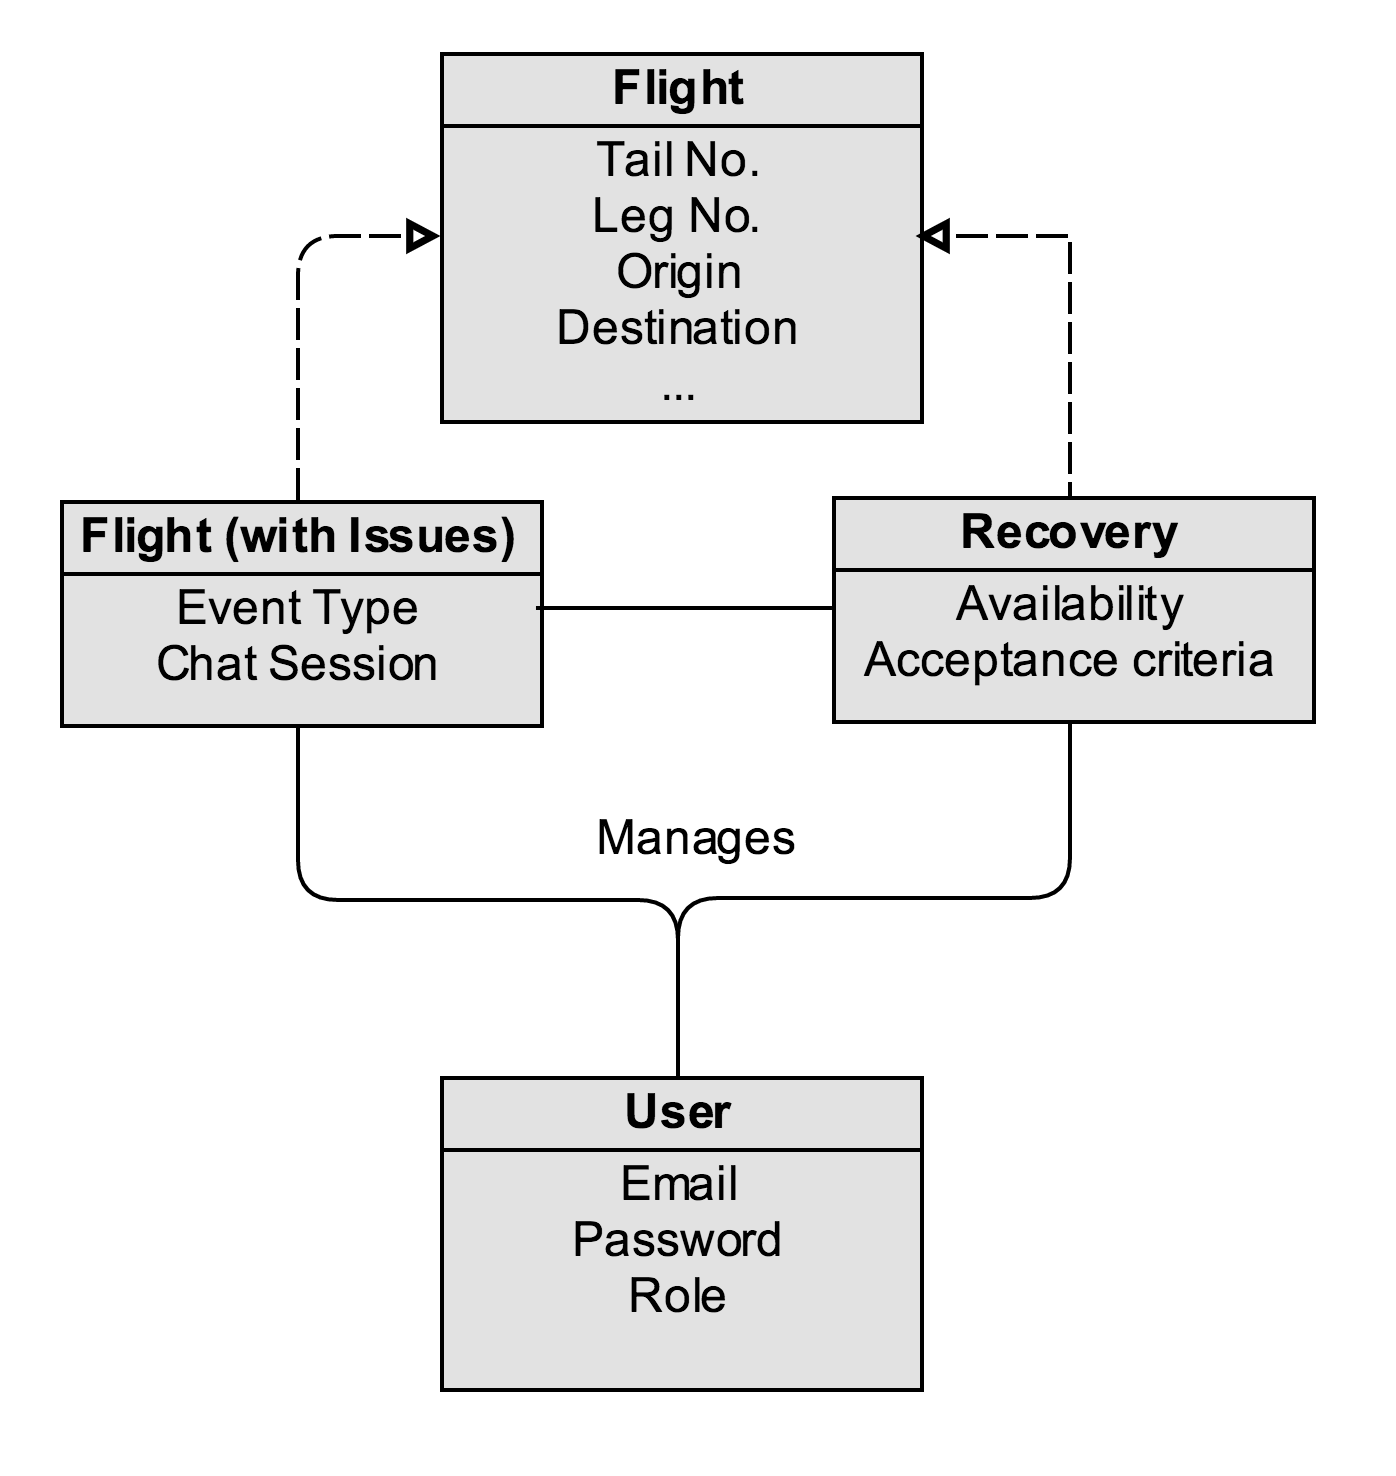 Flight
Tail No.
Leg No.
Origin
Destination
...
Flight (with Issues)
Event Type
Chat Session
Recovery
Availability
Acceptance criteria
Manages
User
Email
Password
Role